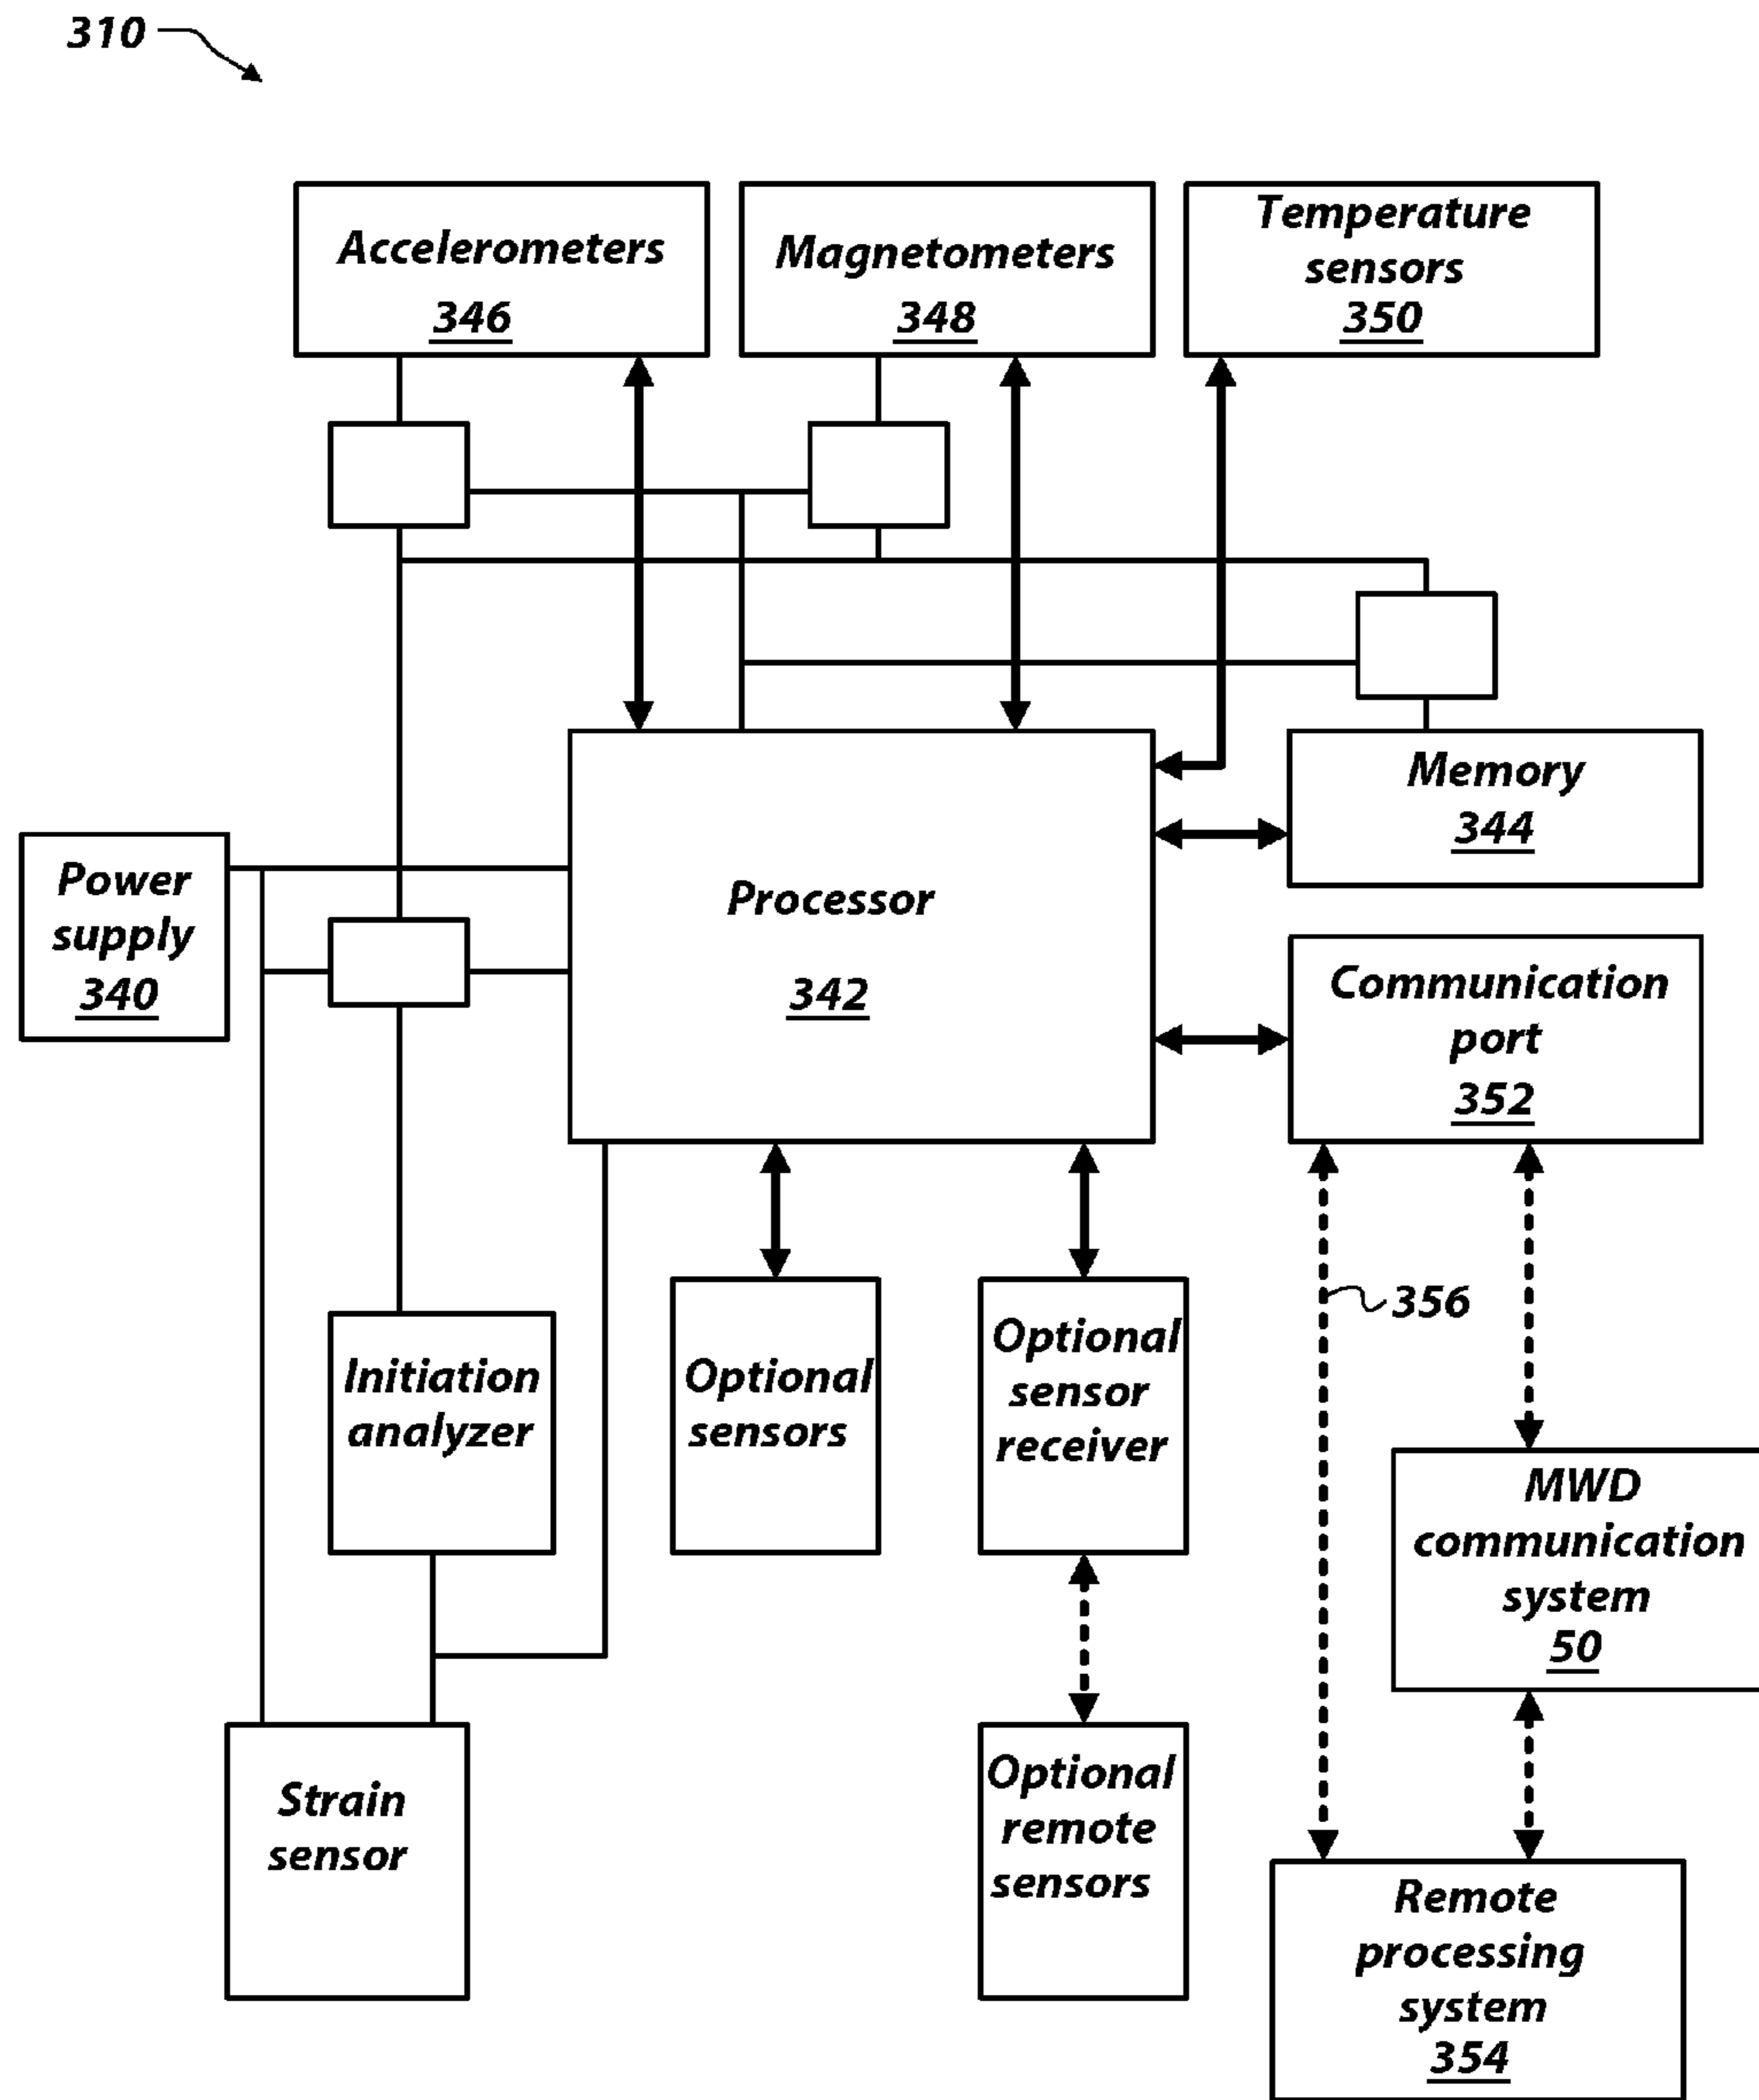 310
Accelerometers
346
Magnetometers
348
Temperature
sensors
350
Memory
344
Power
supply
340
Processor
342
Communication
port
352
356
Initiation
analyzer
Optional
sensors
Optional
sensor
receiver
MWD
communication
system
50
Strain
sensor
Optional
remote
sensors
Remote
processing
system
354